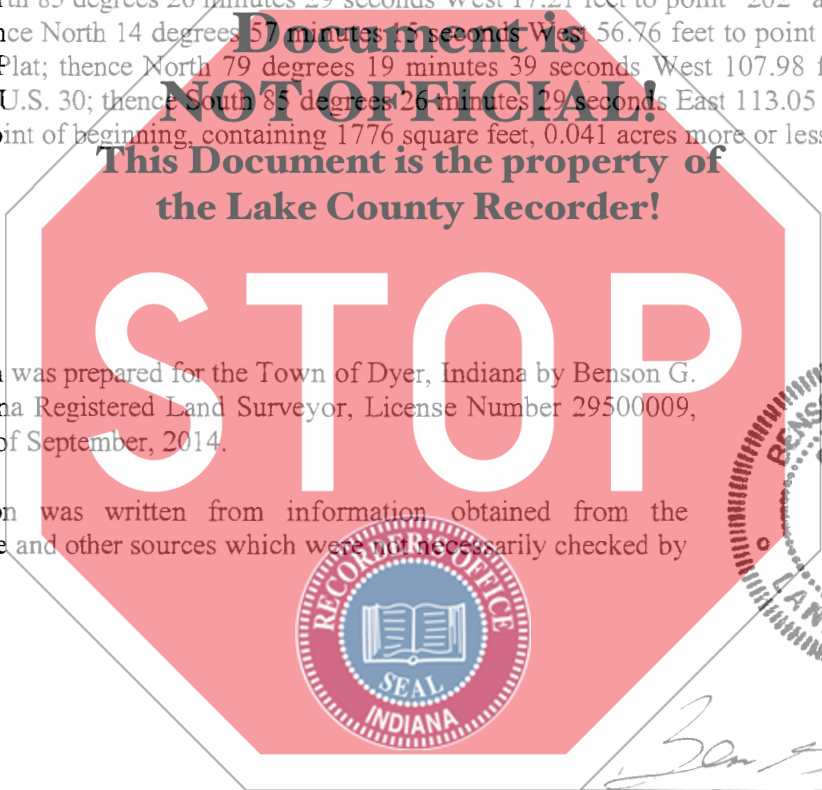 th 85 degrees 26 minutes 29 seconds West 17.21 feet to point "202" a
Document is
nce North 14 degrees 57 minutes 15 seconds West 56.76 feet to point
Plat; thence North 79 degrees 19 minutes 39 seconds West 107.98 f
NOT OFFICIAL!
U.S. 30; thence South 85 degrees 26 minutes 29 seconds East 113.05
int of beginning, containing 1776 square feet, 0.041 acres more or less
This Document is the property of
the Lake County Recorder!
STOP
was prepared for the Town of Dyer, Indiana by Benson G.
na Registered Land Surveyor, License Number 29500009,
of September, 2014.
on was written from information obtained from the
e and other sources which were not necessarily checked by
RECORDER'S OFFICE
SEAL
INDIANA
BENS
LAN
Ben